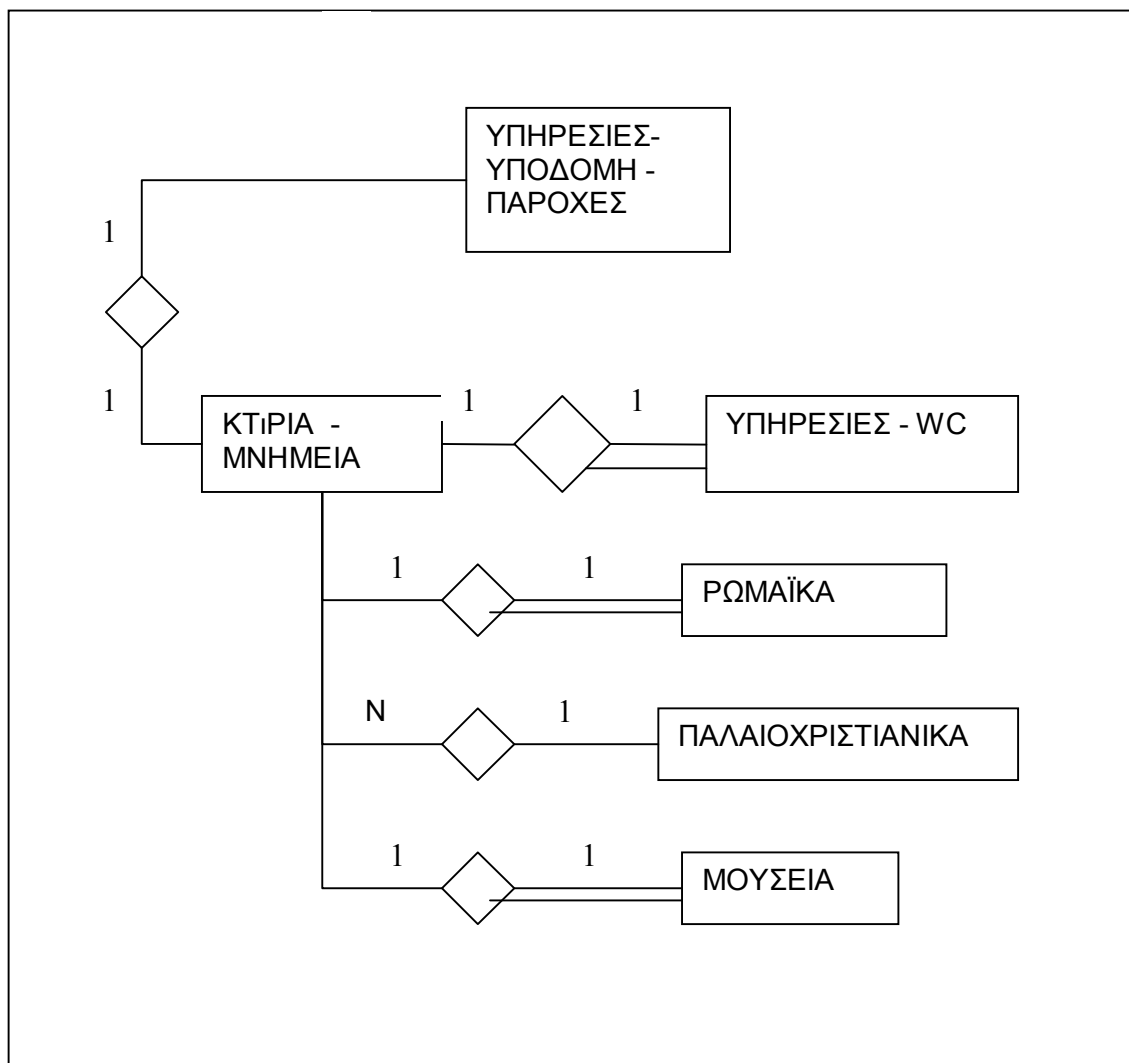 ΥΠΗΡΕΣΙΕΣ-
ΥΠΟΔΟΜΗ -
ΠΑΡΟΧΕΣ
1
1
ΚΤιΡΙΑ -
ΜΝΗΜΕΙΑ
1
1
ΥΠΗΡΕΣΙΕΣ - WC
1
1
ΡΩΜΑΪΚΑ
Ν
1
ΠΑΛΑΙΟΧΡΙΣΤΙΑΝΙΚΑ
1
1
ΜΟΥΣΕΙΑ